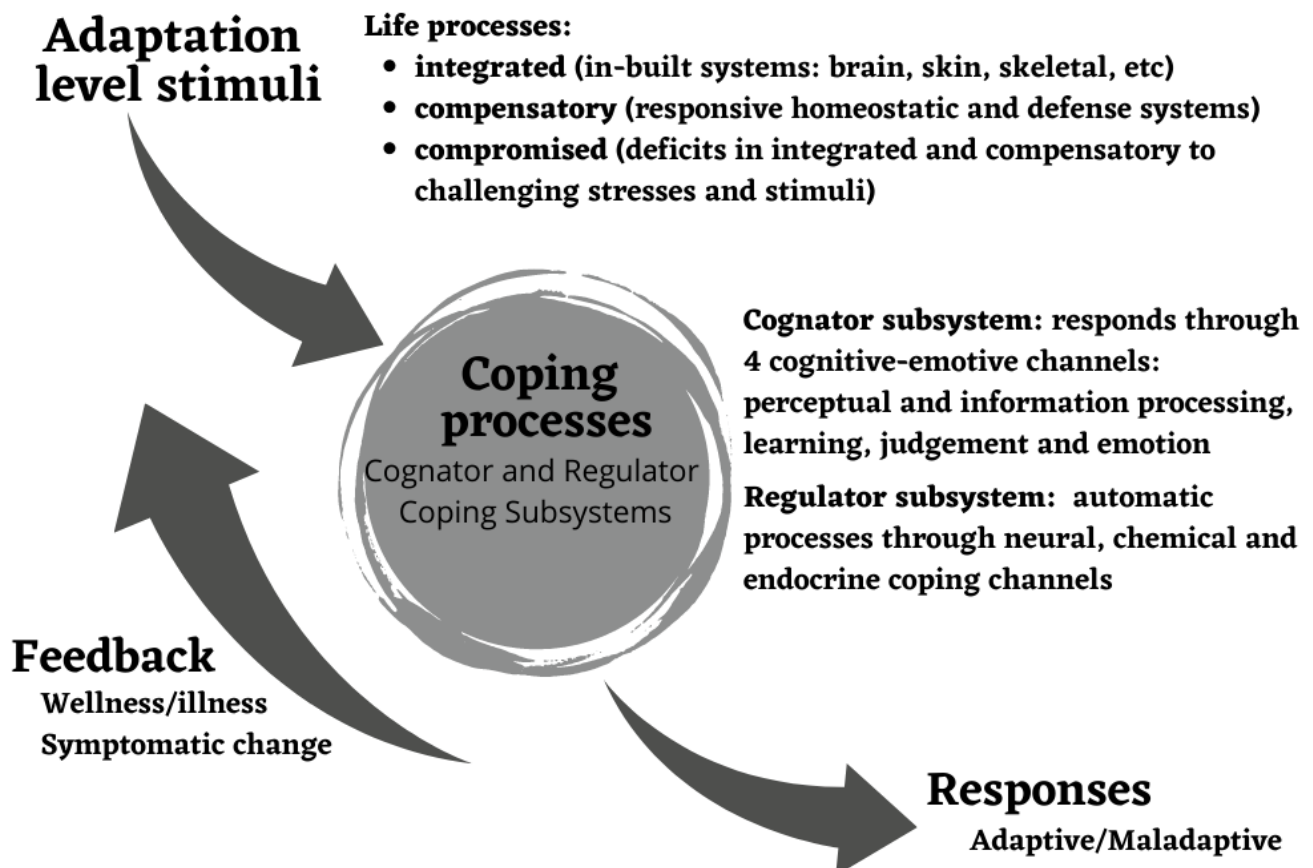 Adaptation
level stimuli
Life processes:
• integrated (in-built systems: brain, skin, skeletal, etc)
• compensatory (responsive homeostatic and defense systems)
• compromised (deficits in integrated and compensatory to
challenging stresses and stimuli)
Coping
processes
Cognator and Regulator
Coping Subsystems
Cognator subsystem: responds through
4 cognitive-emotive channels:
perceptual and information processing,
learning, judgement and emotion
Regulator subsystem: automatic
processes through neural, chemical and
endocrine coping channels
Feedback
Wellness/illness
Symptomatic change
Responses
Adaptive/Maladaptive